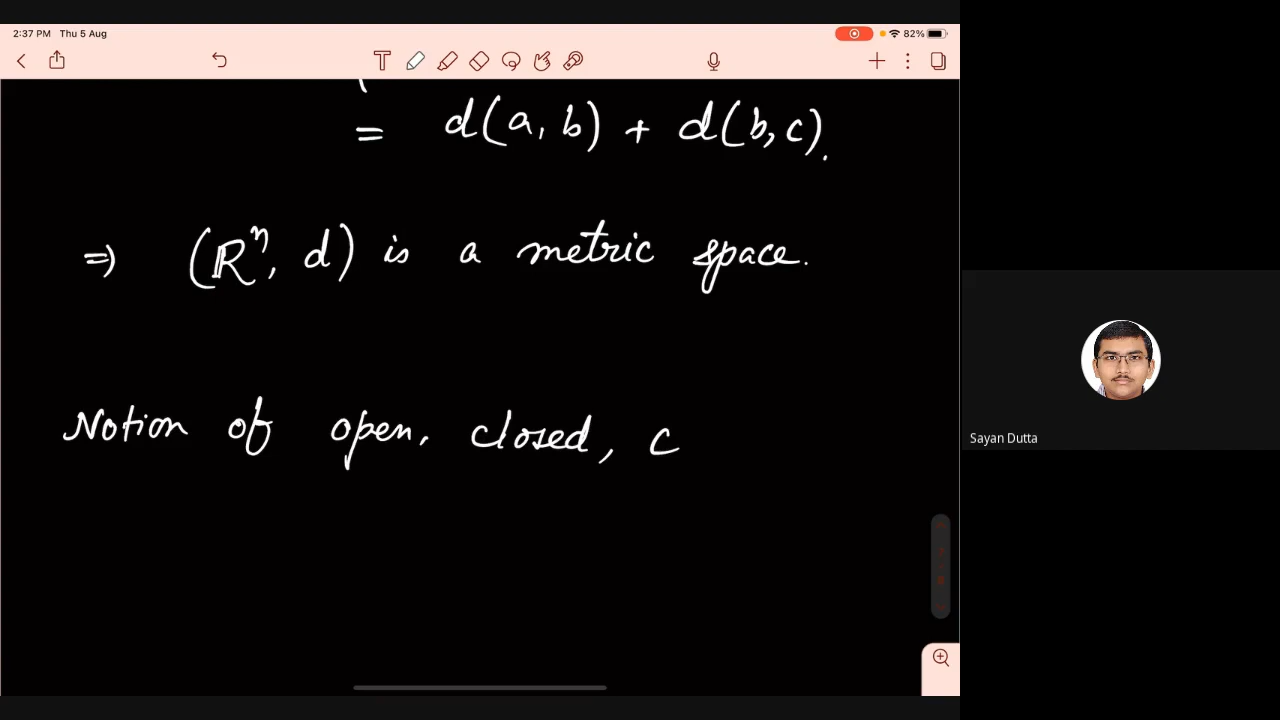 2:37 PM Thu 5 Aug
82%
= d(a, b) + d(b, c).
⇒ (ℝⁿ, d) is a metric space.
Notion of open, closed, c
Sayan Dutta